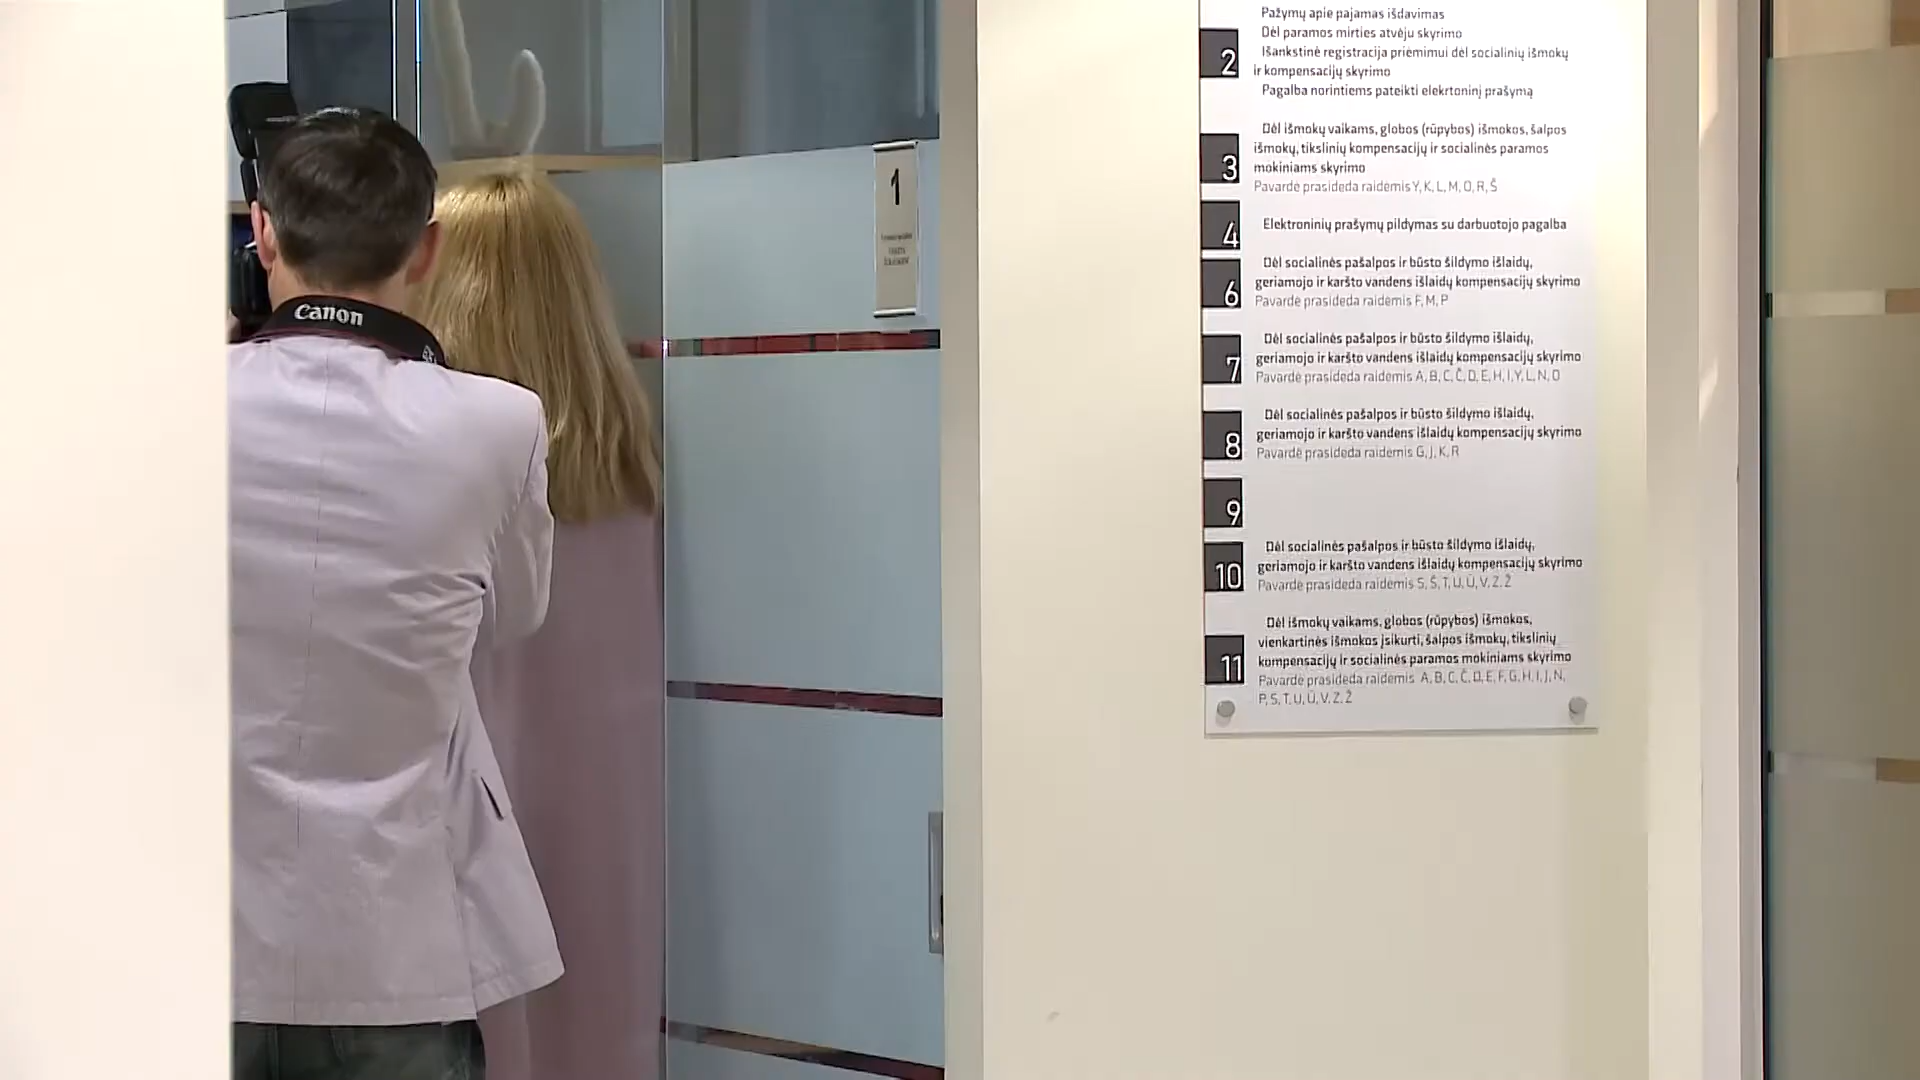 Canon
1
Pažymų apie pajamas išdavimas
Dėl paramos mirties atvėju skyrimo
2
Išankstinė registracija priėmimui dėl socialinių išmokų
ir kompensacijų skyrimo
Pagalba norintiems pateikti elekrtoninį prašymą
Dėl išmokų vaikams, globos (rūpybos) išmokos, šalpos
3
išmokų, tikslinių kompensacijų ir socialinės paramos
mokiniams skyrimo
Pavardė prasideda raidėmis Y, K, L, M, O, R, Š
4
Elektroninių prašymų pildymas su darbuotojo pagalba
Dėl socialinės pašalpos ir būsto šildymo išlaidų,
6
geriamojo ir karšto vandens išlaidų kompensacijų skyrimo
Pavardė prasideda raidėmis F, M, P
Dėl socialinės pašalpos ir būsto šildymo išlaidų,
7
geriamojo ir karšto vandens išlaidų kompensacijų skyrimo
Pavardė prasideda raidėmis A, B, C, Č, D, E, H, I, Y, L, N, O
Dėl socialinės pašalpos ir būsto šildymo išlaidų,
8
geriamojo ir karšto vandens išlaidų kompensacijų skyrimo
Pavardė prasideda raidėmis G, J, K, R
9
Dėl socialinės pašalpos ir būsto šildymo išlaidų,
10
geriamojo ir karšto vandens išlaidų kompensacijų skyrimo
Pavardė prasideda raidėmis S, Š, T, U, Ū, V, Z, Ž
Dėl išmokų vaikams, globos (rūpybos) išmokos,
vienkartinės išmokos įsikurti, šalpos išmokų, tikslinių
11
kompensacijų ir socialinės paramos mokiniams skyrimo
Pavardė prasideda raidėmis A, B, C, Č, D, E, F, G, H, I, J, N,
P, S, T, U, Ū, V, Z, Ž